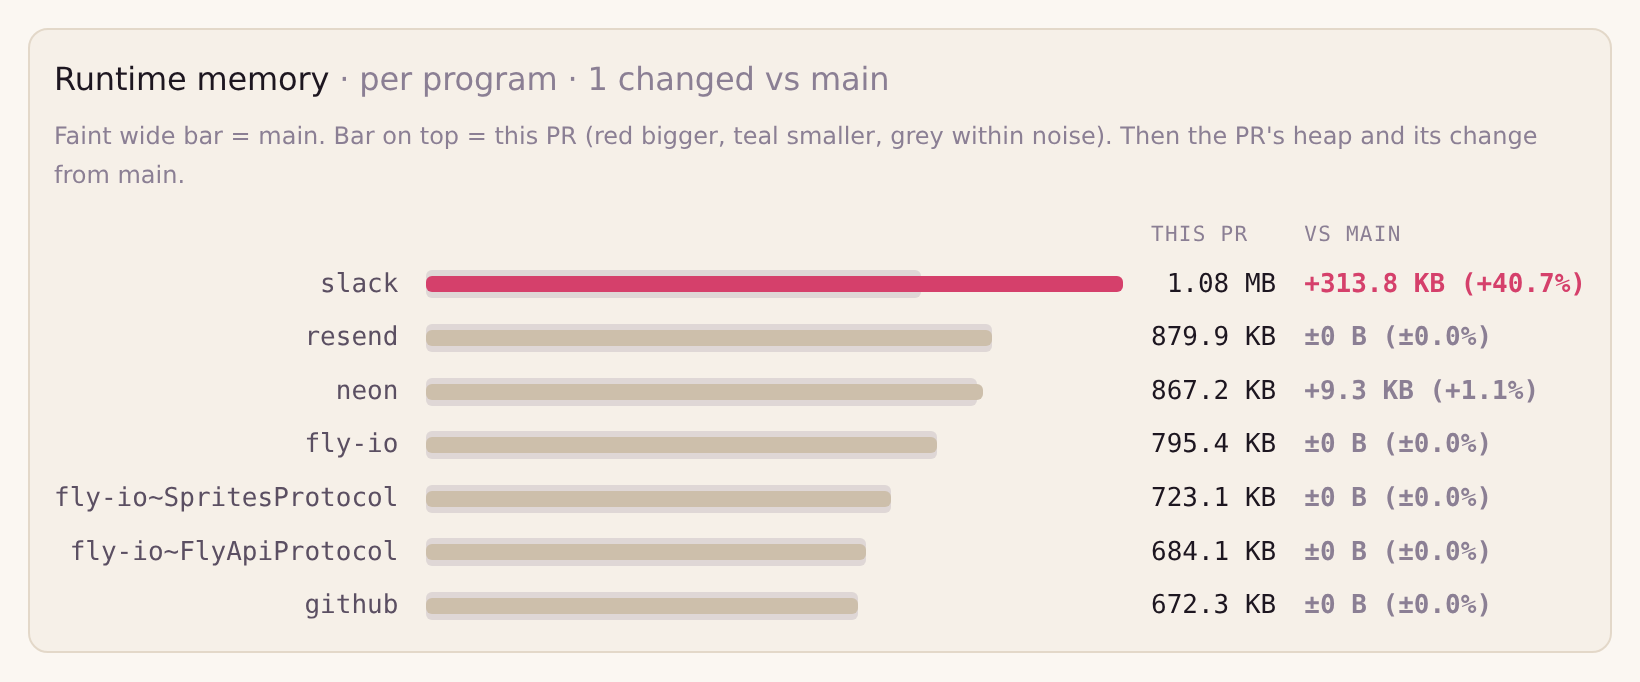 Runtime memory · per program · 1 changed vs main
Faint wide bar = main. Bar on top = this PR (red bigger, teal smaller, grey within noise). Then the PR's heap and its change
from main.
THIS PR VS MAIN
slack 1.08 MB +313.8 KB (+40.7%)
resend 879.9 KB ±0 B (±0.0%)
neon 867.2 KB +9.3 KB (+1.1%)
fly-io 795.4 KB ±0 B (±0.0%)
fly-io~SpritesProtocol 723.1 KB ±0 B (±0.0%)
fly-io~FlyApiProtocol 684.1 KB ±0 B (±0.0%)
github 672.3 KB ±0 B (±0.0%)